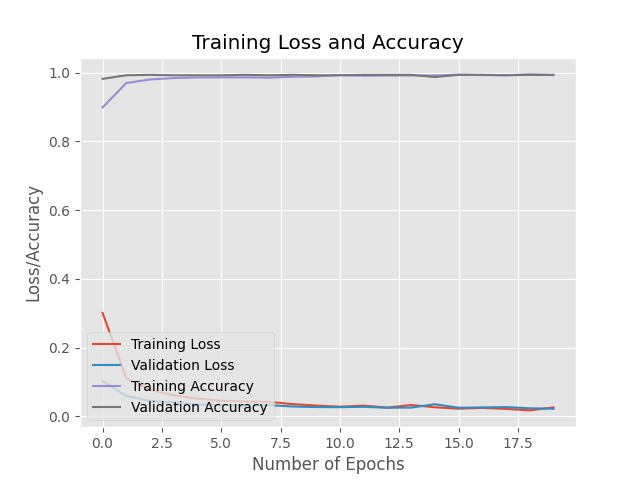 Training Loss and Accuracy
Loss/Accuracy
1.0
0.8
0.6
0.4
0.2
0.0
Training Loss
Validation Loss
Training Accuracy
Validation Accuracy
0.0 2.5 5.0 7.5 10.0 12.5 15.0 17.5
Number of Epochs